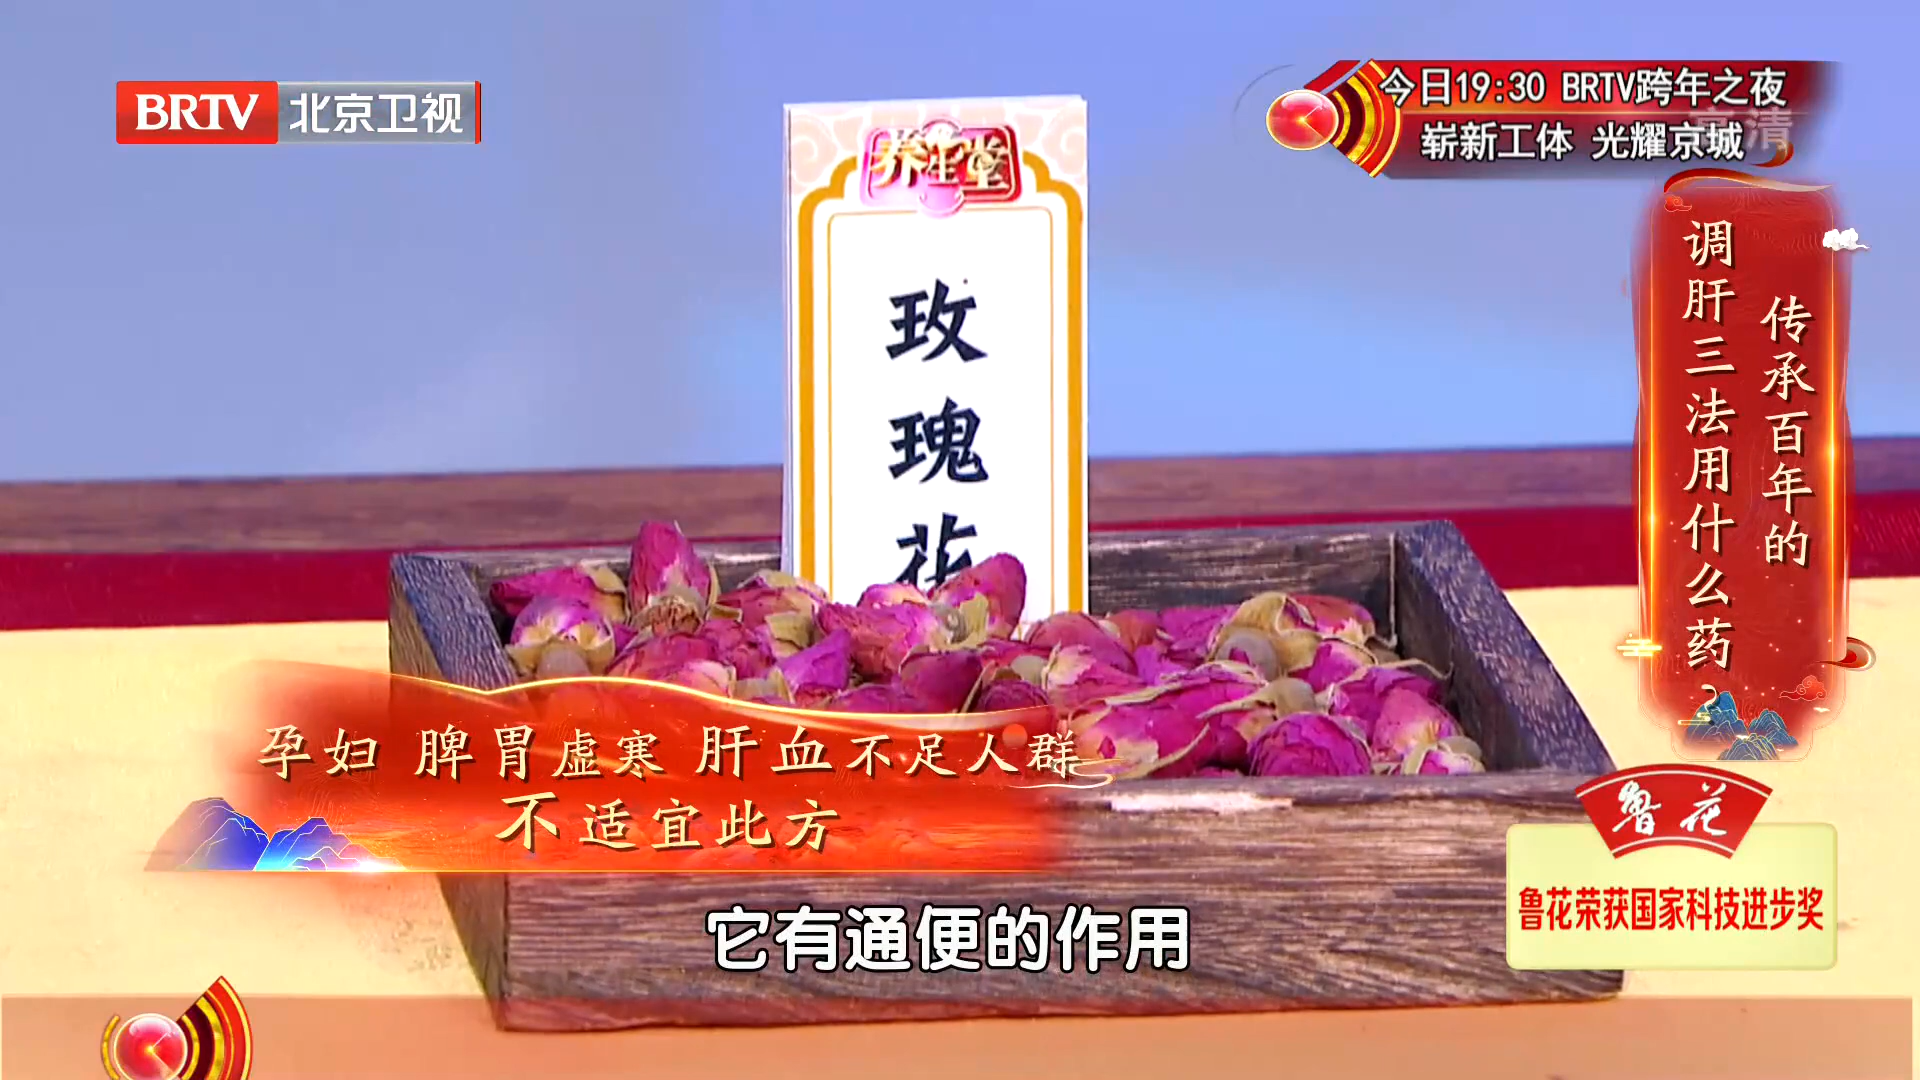 BRTV 北京卫视
今日19:30 BRTV跨年之夜
崭新工体 光耀京城
高清
养生堂
玫瑰花
传承百年的
调肝三法用什么药
孕妇 脾胃虚寒 肝血不足人群
不适宜此方
鲁花
鲁花荣获国家科技进步奖
它有通便的作用